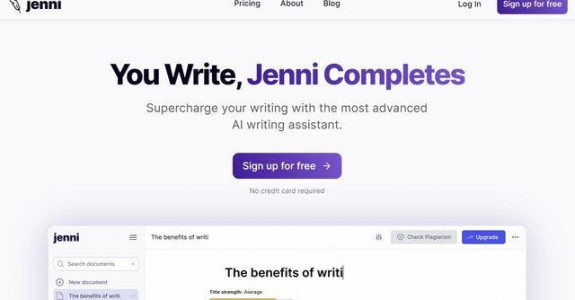 jenni
Pricing About Blog
Log In
Sign up for free
You Write, Jenni Completes
Supercharge your writing with the most advanced
AI writing assistant.
Sign up for free →
No credit card required
jenni
The benefits of writi
Check Plagiarism
Upgrade
Search documents
New document
The benefits of writi
The benefits of writi
Title strength: Average